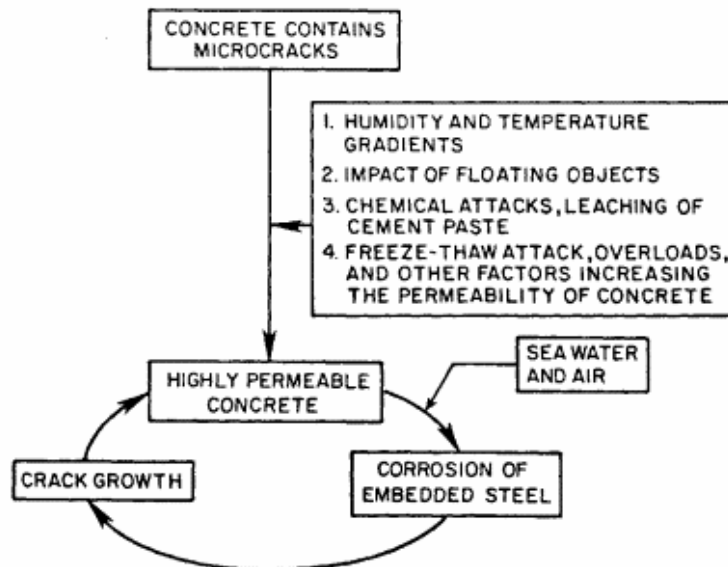 CONCRETE CONTAINS
MICROCRACKS
1. HUMIDITY AND TEMPERATURE
GRADIENTS
2. IMPACT OF FLOATING OBJECTS
3. CHEMICAL ATTACKS, LEACHING OF
CEMENT PASTE
4. FREEZE-THAW ATTACK, OVERLOADS,
AND OTHER FACTORS INCREASING
THE PERMEABILITY OF CONCRETE
SEA WATER
AND AIR
HIGHLY PERMEABLE
CONCRETE
CRACK GROWTH
CORROSION OF
EMBEDDED STEEL